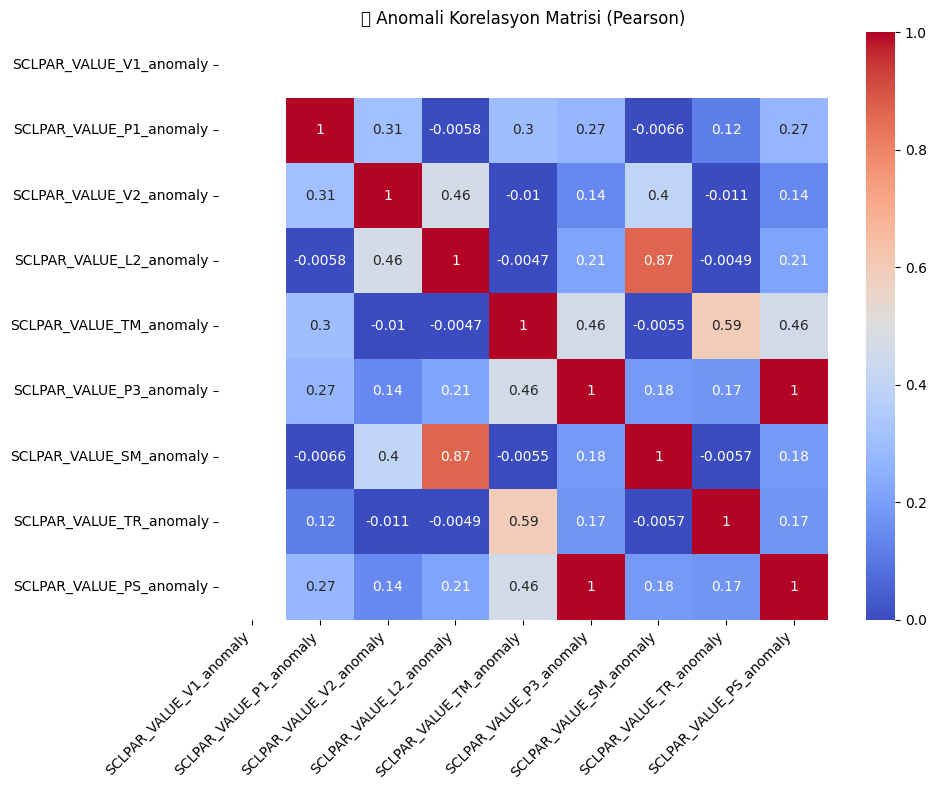 ▯ Anomali Korelasyon Matrisi (Pearson)
SCLPAR_VALUE_V1_anomaly –
SCLPAR_VALUE_P1_anomaly – 1 0.31 -0.0058 0.3 0.27 -0.0066 0.12 0.27
SCLPAR_VALUE_V2_anomaly – 0.31 1 0.46 -0.01 0.14 0.4 -0.011 0.14
SCLPAR_VALUE_L2_anomaly – -0.0058 0.46 1 -0.0047 0.21 0.87 -0.0049 0.21
SCLPAR_VALUE_TM_anomaly – 0.3 -0.01 -0.0047 1 0.46 -0.0055 0.59 0.46
SCLPAR_VALUE_P3_anomaly – 0.27 0.14 0.21 0.46 1 0.18 0.17 1
SCLPAR_VALUE_SM_anomaly – -0.0066 0.4 0.87 -0.0055 0.18 1 -0.0057 0.18
SCLPAR_VALUE_TR_anomaly – 0.12 -0.011 -0.0049 0.59 0.17 -0.0057 1 0.17
SCLPAR_VALUE_PS_anomaly – 0.27 0.14 0.21 0.46 1 0.18 0.17 1
SCLPAR_VALUE_V1_anomaly
SCLPAR_VALUE_P1_anomaly
SCLPAR_VALUE_V2_anomaly
SCLPAR_VALUE_L2_anomaly
SCLPAR_VALUE_TM_anomaly
SCLPAR_VALUE_P3_anomaly
SCLPAR_VALUE_SM_anomaly
SCLPAR_VALUE_TR_anomaly
SCLPAR_VALUE_PS_anomaly
1.0
0.8
0.6
0.4
0.2
0.0